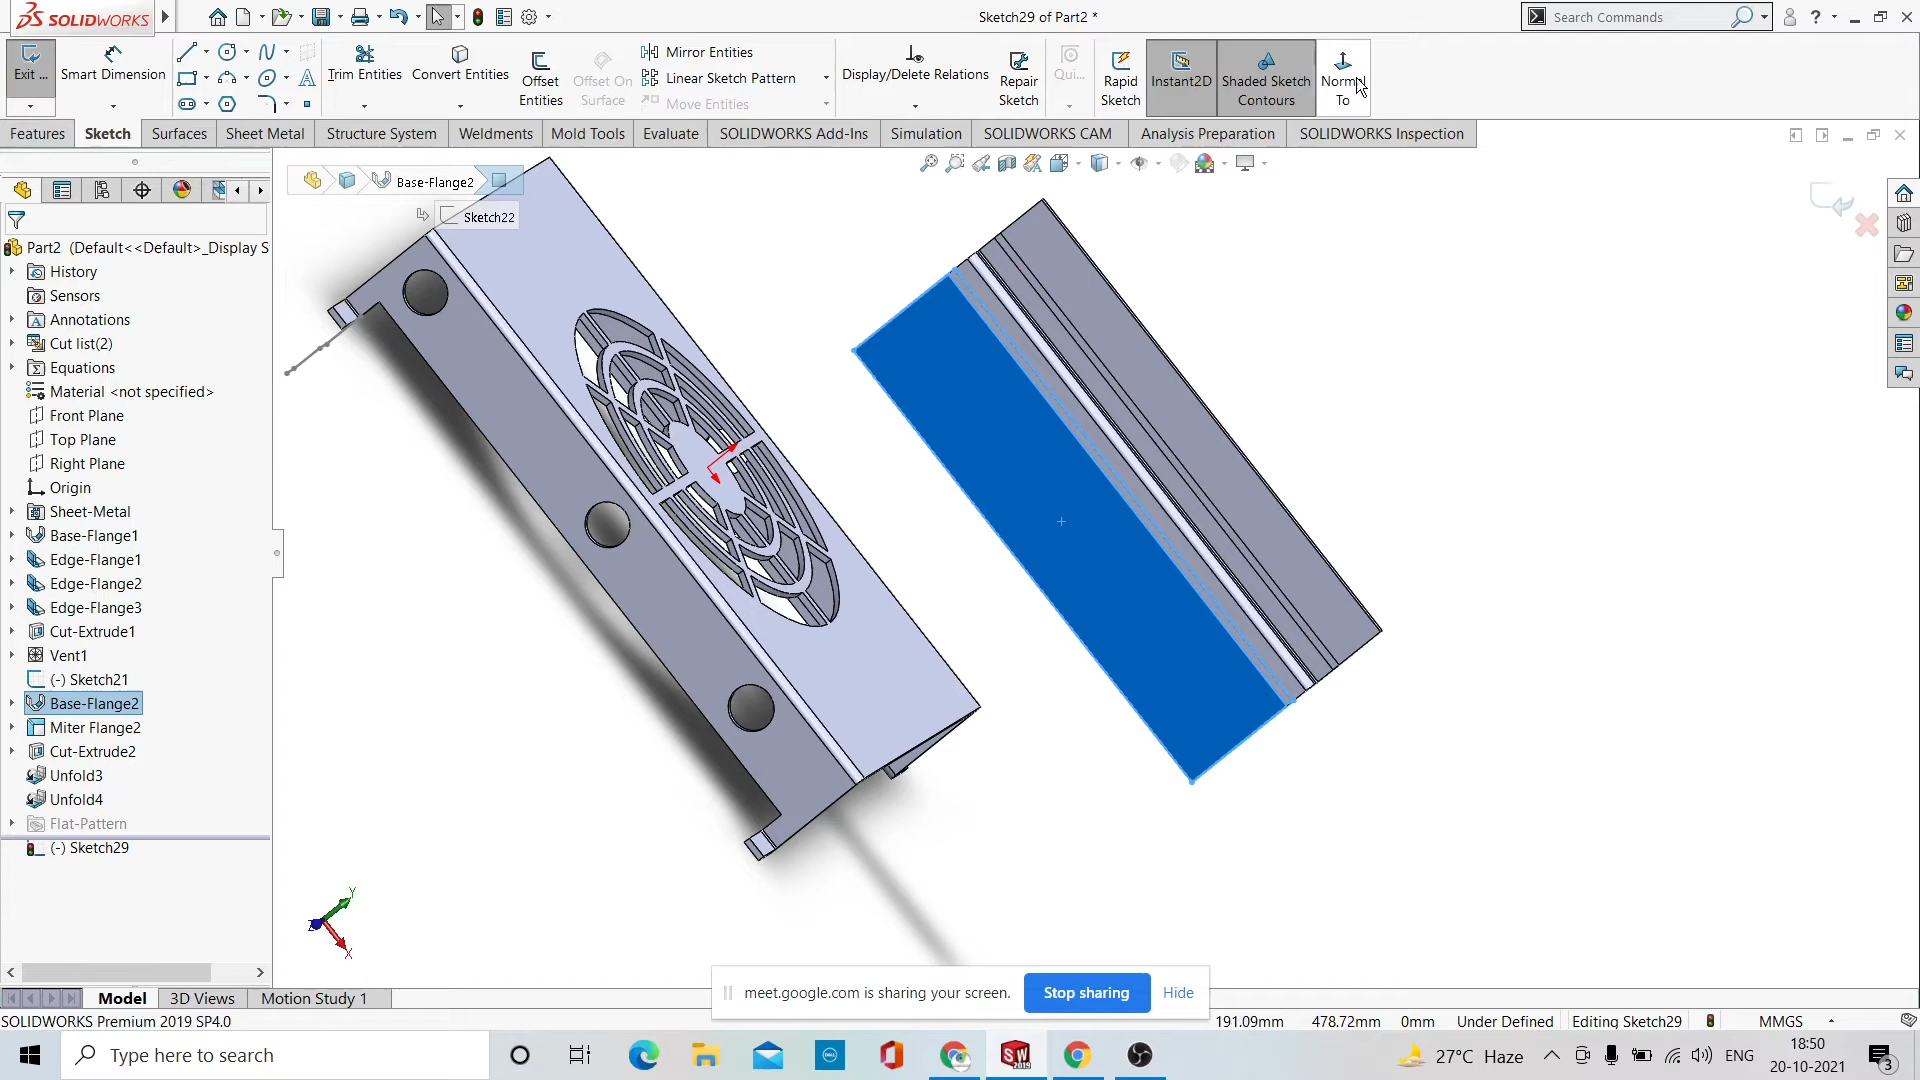 SOLIDWORKS
Sketch29 of Part2 *
Search Commands
Exit ...
Smart Dimension
Trim Entities
Convert Entities
Offset Entities
Offset On Surface
Mirror Entities
Linear Sketch Pattern
Move Entities
Display/Delete Relations
Repair Sketch
Qui...
Rapid Sketch
Instant2D
Shaded Sketch Contours
Normal To
Features
Sketch
Surfaces
Sheet Metal
Structure System
Weldments
Mold Tools
Evaluate
SOLIDWORKS Add-Ins
Simulation
SOLIDWORKS CAM
Analysis Preparation
SOLIDWORKS Inspection
Base-Flange2
Sketch22
Part2 (Default<<Default>_Display S
History
Sensors
Annotations
Cut list(2)
Equations
Material <not specified>
Front Plane
Top Plane
Right Plane
Origin
Sheet-Metal
Base-Flange1
Edge-Flange1
Edge-Flange2
Edge-Flange3
Cut-Extrude1
Vent1
(-) Sketch21
Base-Flange2
Miter Flange2
Cut-Extrude2
Unfold3
Unfold4
Flat-Pattern
(-) Sketch29
Y
Z
X
meet.google.com is sharing your screen.
Stop sharing
Hide
Model
3D Views
Motion Study 1
SOLIDWORKS Premium 2019 SP4.0
191.09mm
478.72mm
0mm
Under Defined
Editing Sketch29
MMGS
Type here to search
27°C Haze
ENG
18:50
20-10-2021
3